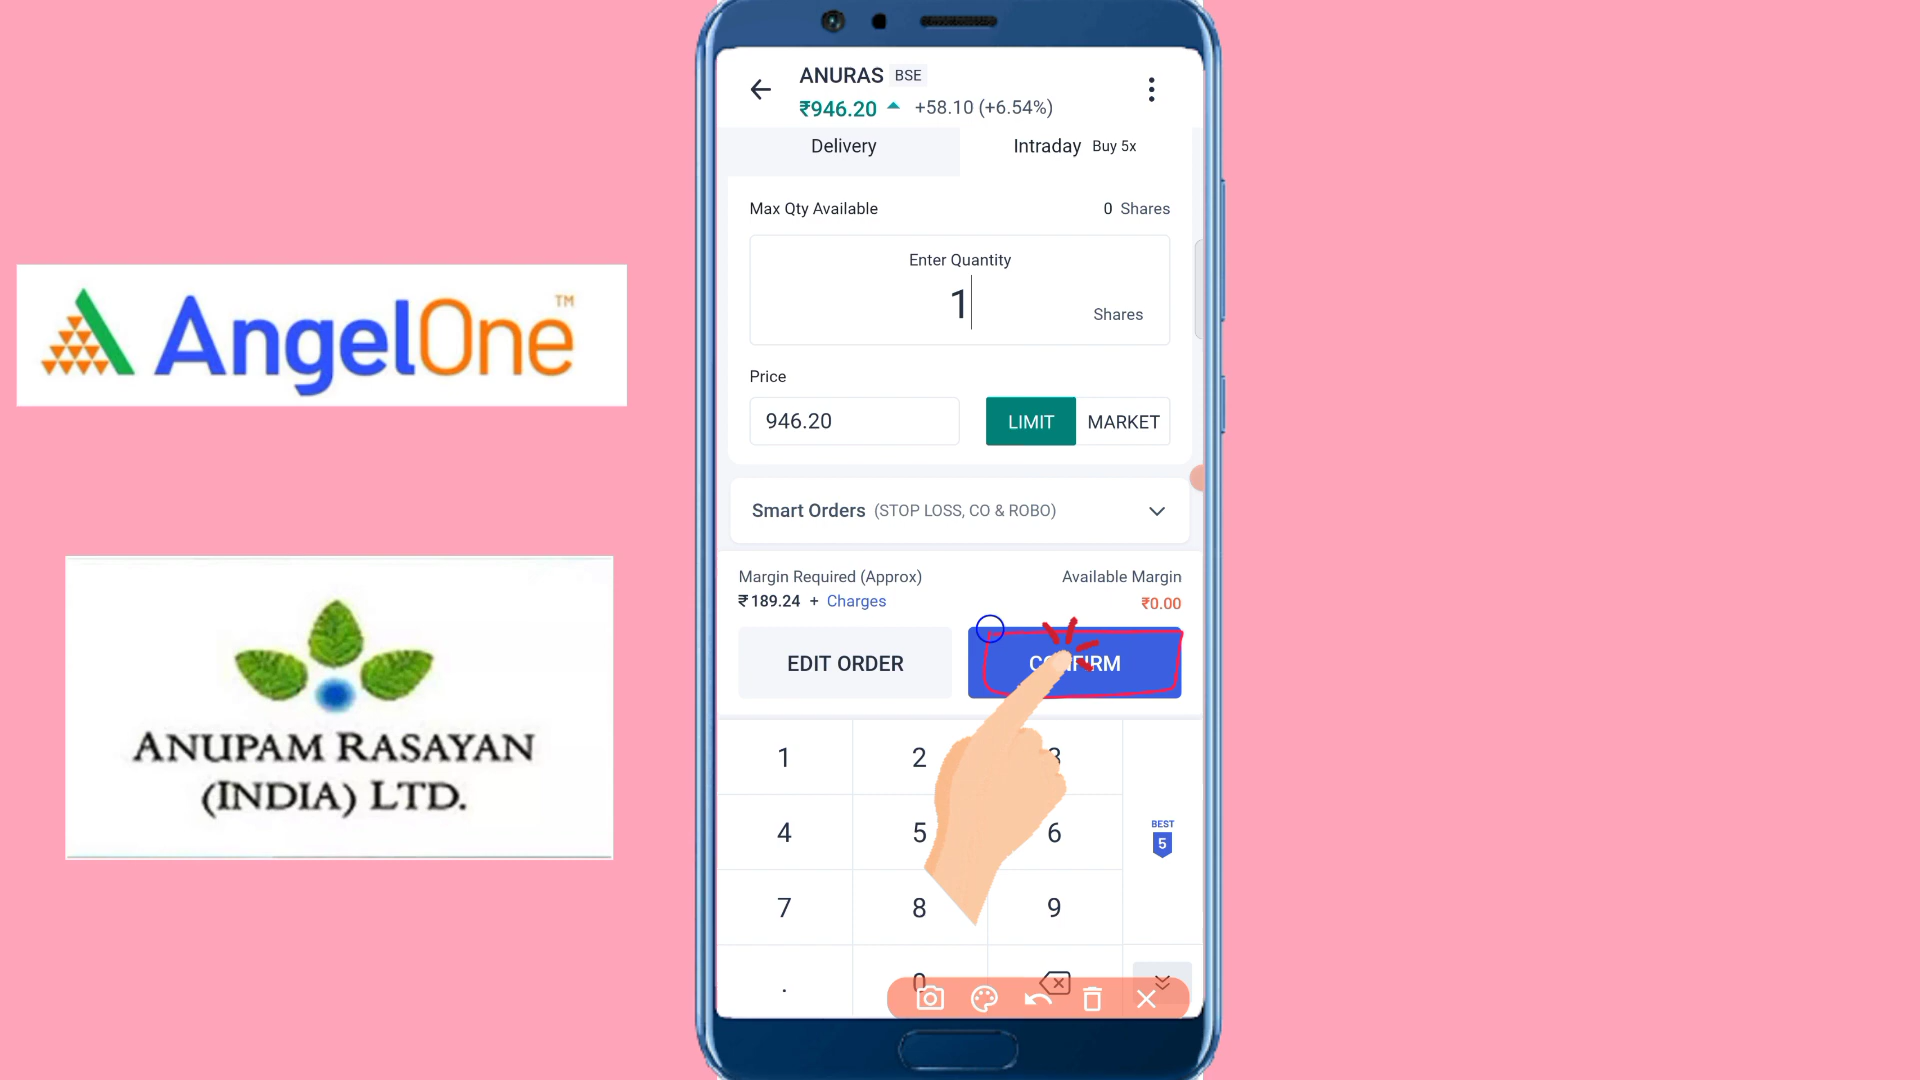 AngelOne™
ANUPAM RASAYAN
(INDIA) LTD.
ANURAS BSE
₹946.20 +58.10 (+6.54%)
Delivery
Intraday Buy 5x
Max Qty Available 0 Shares
Enter Quantity
1
Shares
Price
946.20
LIMIT
MARKET
Smart Orders (STOP LOSS, CO & ROBO)
Margin Required (Approx) Available Margin
₹189.24 + Charges ₹0.00
EDIT ORDER
CONFIRM
1 2 3
4 5 6
BEST
5
7 8 9
. 0